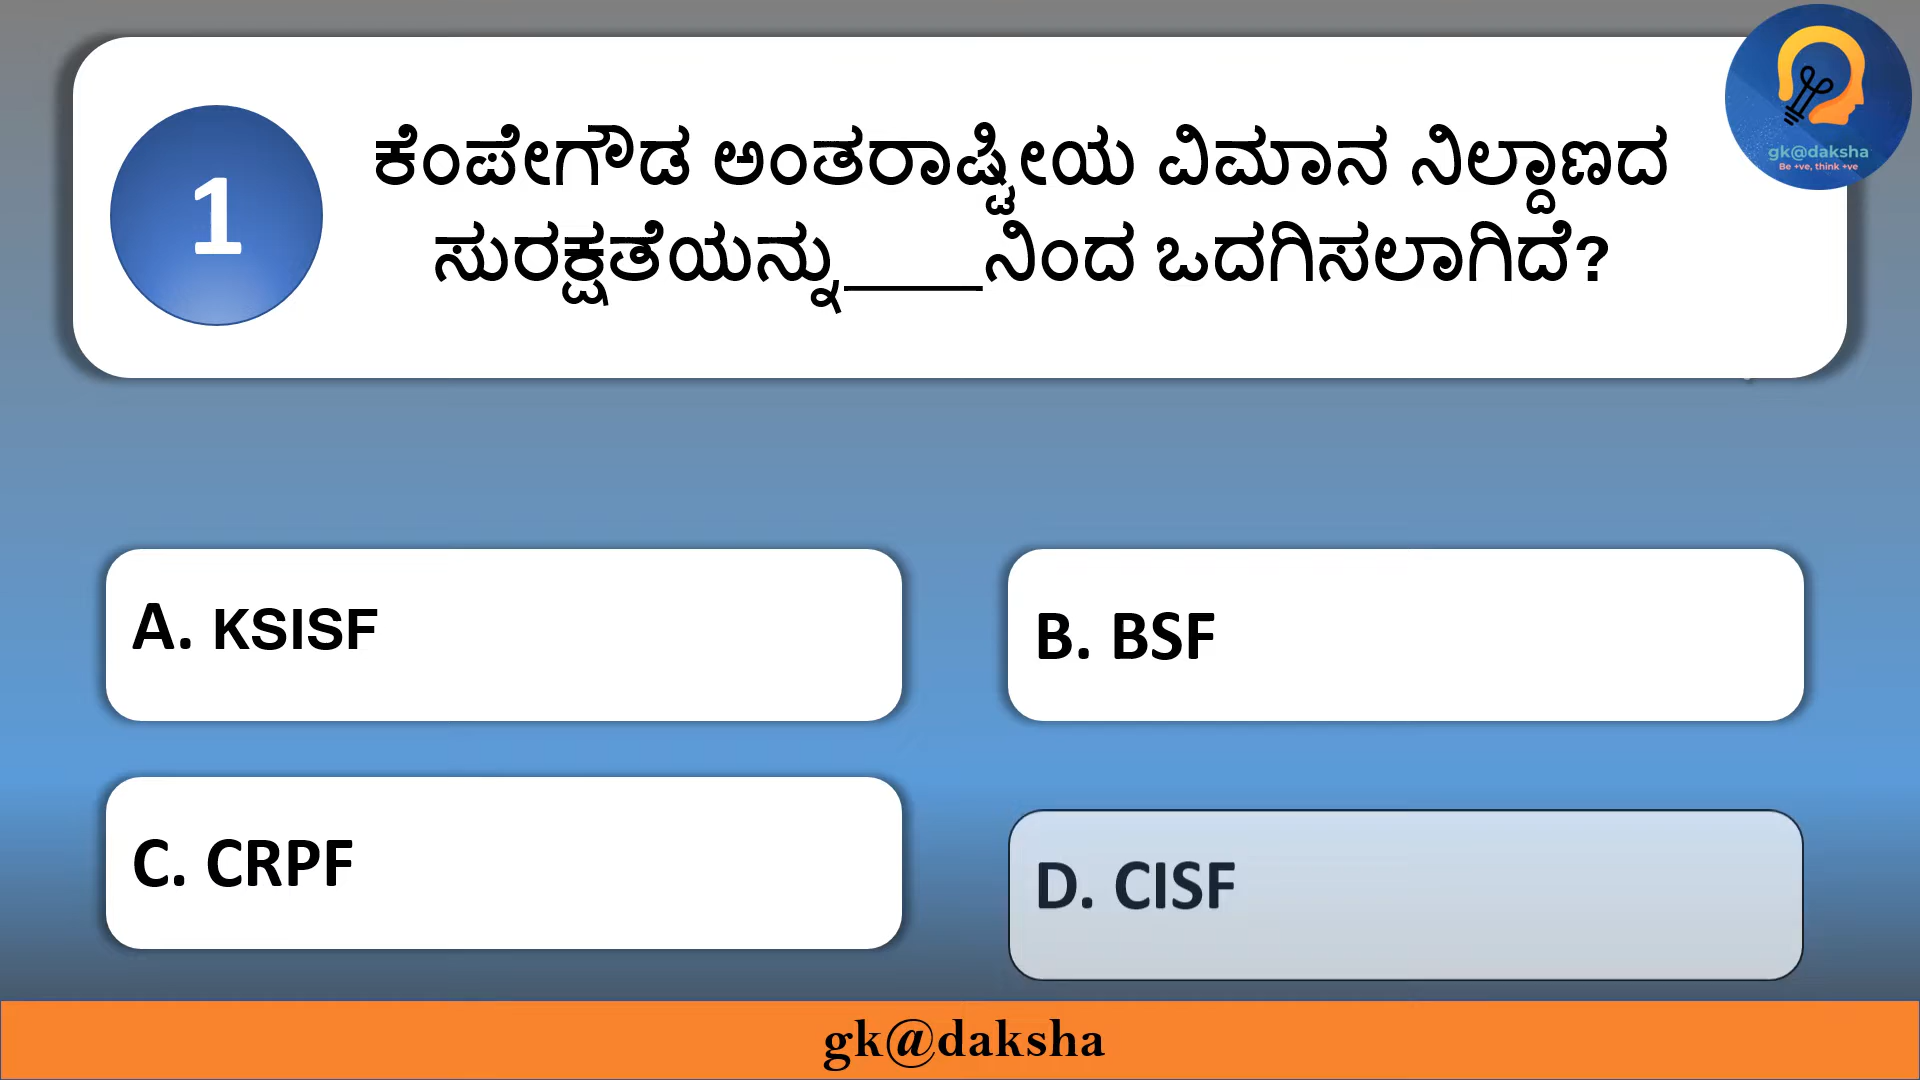 gk@daksha
Be +ve, think +ve
1
ಕೆಂಪೇಗೌಡ ಅಂತರಾಷ್ಟ್ರೀಯ ವಿಮಾನ ನಿಲ್ದಾಣದ
ಸುರಕ್ಷತೆಯನ್ನು____ನಿಂದ ಒದಗಿಸಲಾಗಿದೆ?
A. KSISF
B. BSF
C. CRPF
D. CISF
gk@daksha